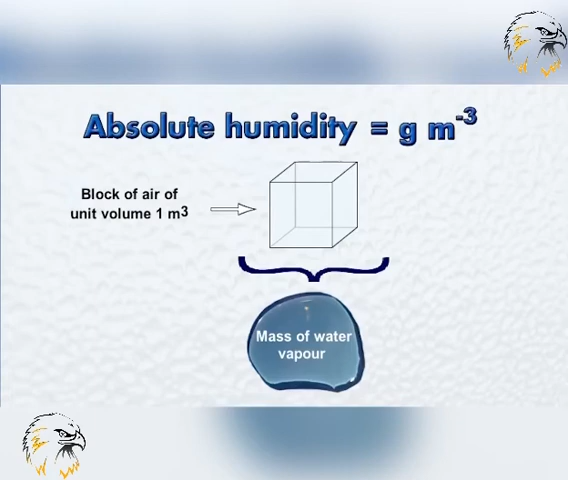 Absolute humidity = g m⁻³
Block of air of
unit volume 1 m³
Mass of water
vapour